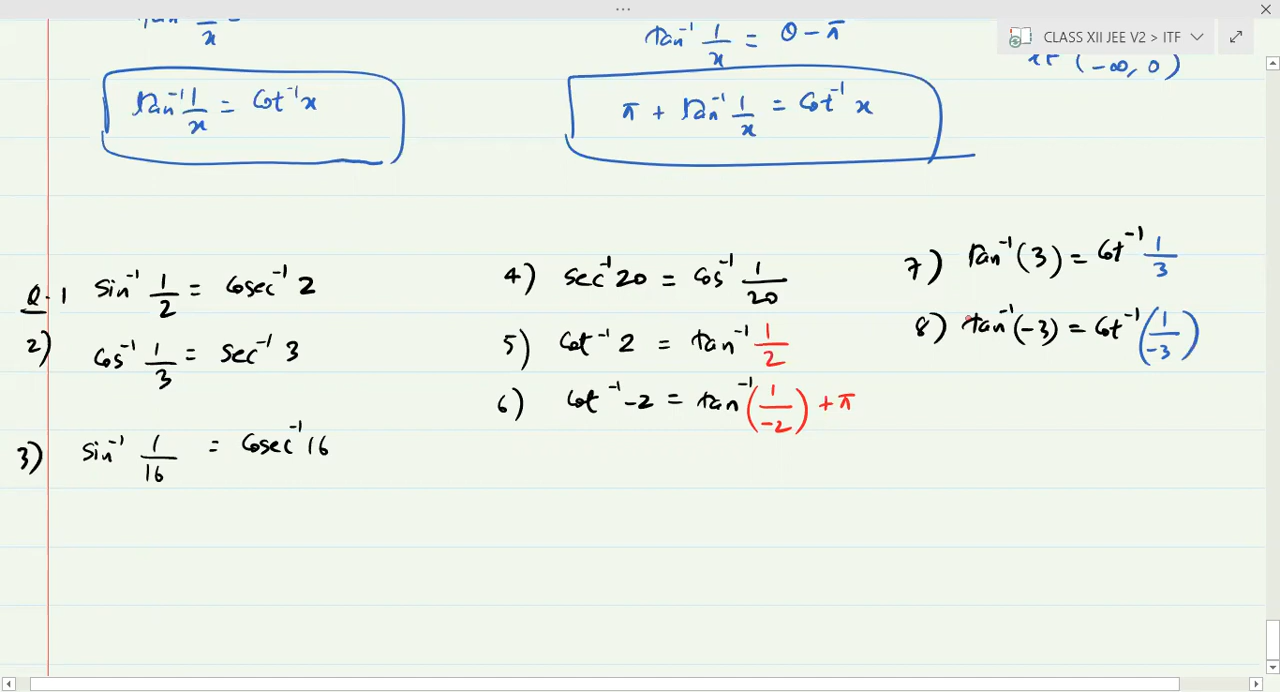 CLASS XII JEE V2 > ITF
tan⁻¹ 1/x =
tan⁻¹ 1/x = θ - π
x ∈ (-∞, 0)
tan⁻¹ 1/x = cot⁻¹ x
π + tan⁻¹ 1/x = cot⁻¹ x
Q-1 sin⁻¹ 1/2 = cosec⁻¹ 2
2) cos⁻¹ 1/3 = sec⁻¹ 3
3) sin⁻¹ 1/16 = cosec⁻¹ 16
4) sec⁻¹ 20 = cos⁻¹ 1/20
5) cot⁻¹ 2 = tan⁻¹ 1/2
6) cot⁻¹ -2 = tan⁻¹ (1/-2) + π
7) tan⁻¹ (3) = cot⁻¹ 1/3
8) tan⁻¹ (-3) = cot⁻¹ (1/-3)